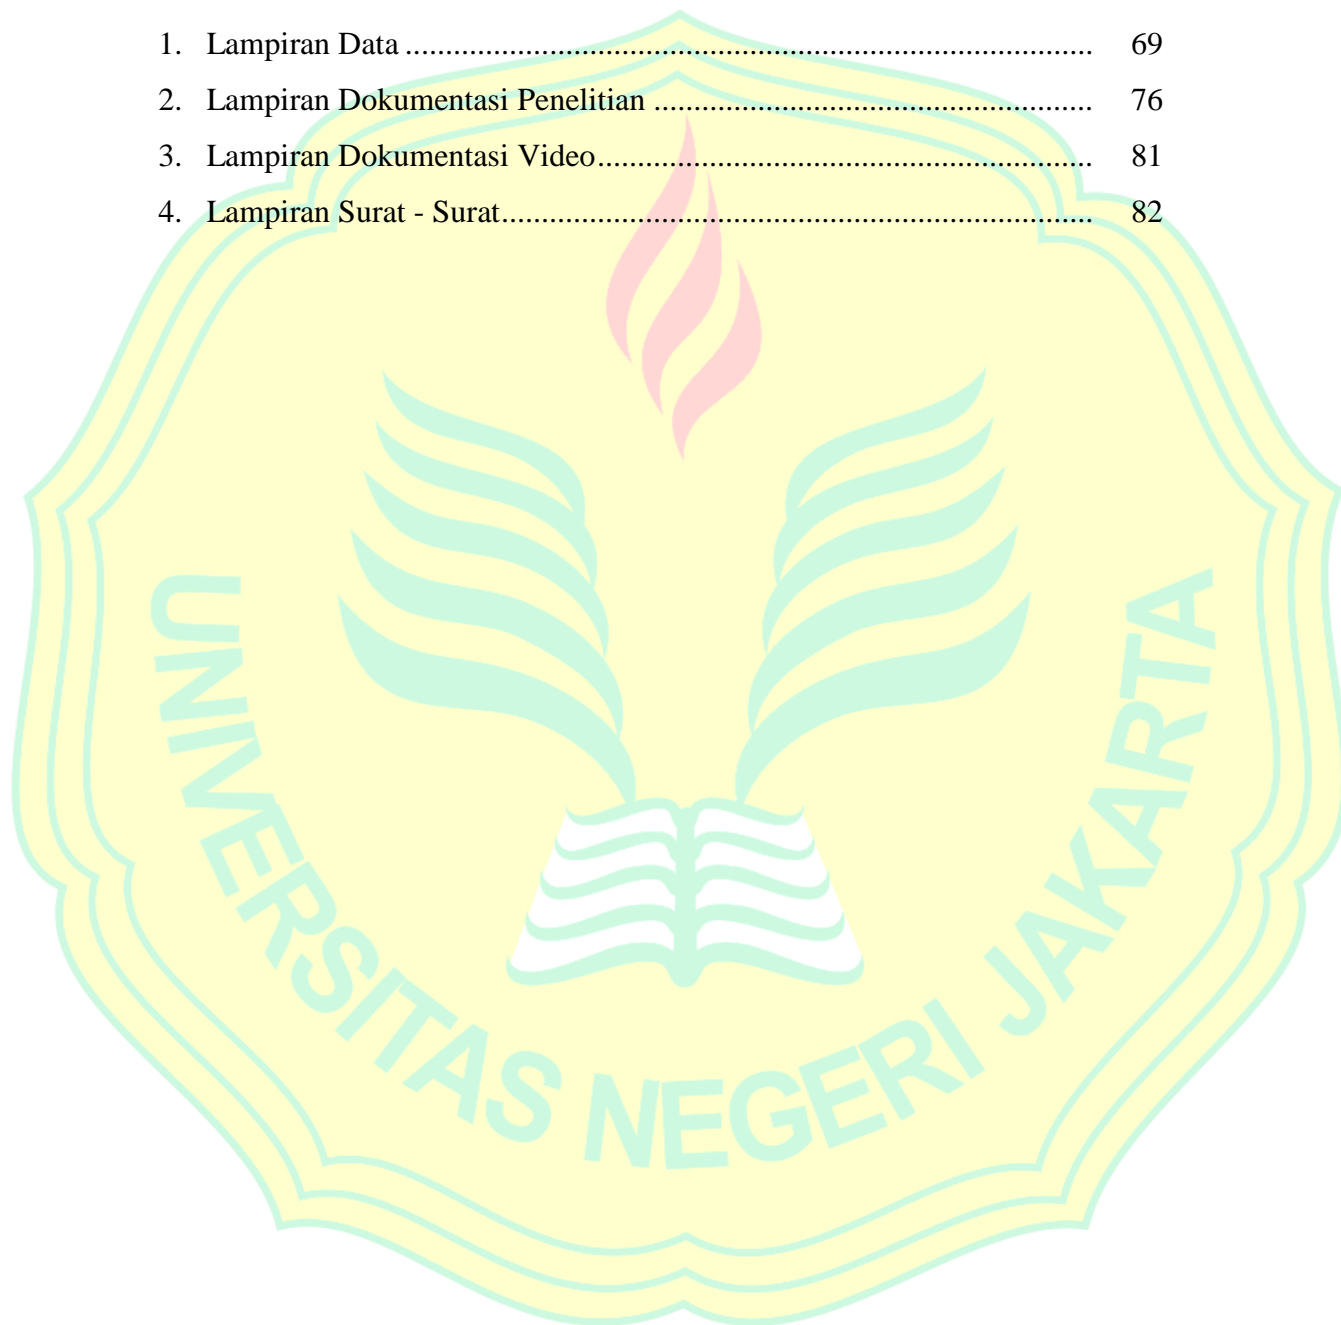 1. Lampiran Data ........................................................................................ 69
2. Lampiran Dokumentasi Penelitian ........................................................ 76
3. Lampiran Dokumentasi Video............................................................... 81
4. Lampiran Surat - Surat........................................................................... 82
UNIVERSITAS NEGERI JAKARTA